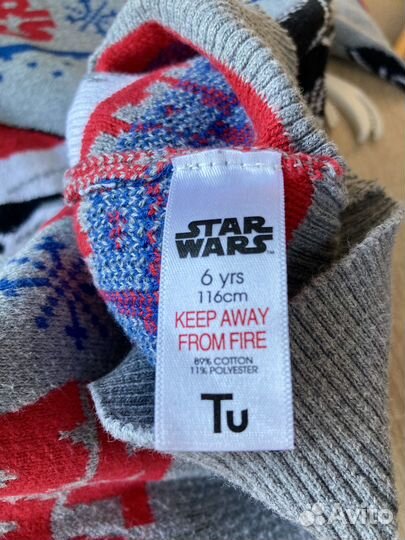 STAR
WARS
6 yrs
116cm
KEEP AWAY
FROM FIRE
89% COTTON
11% POLYESTER
Tu
Avito